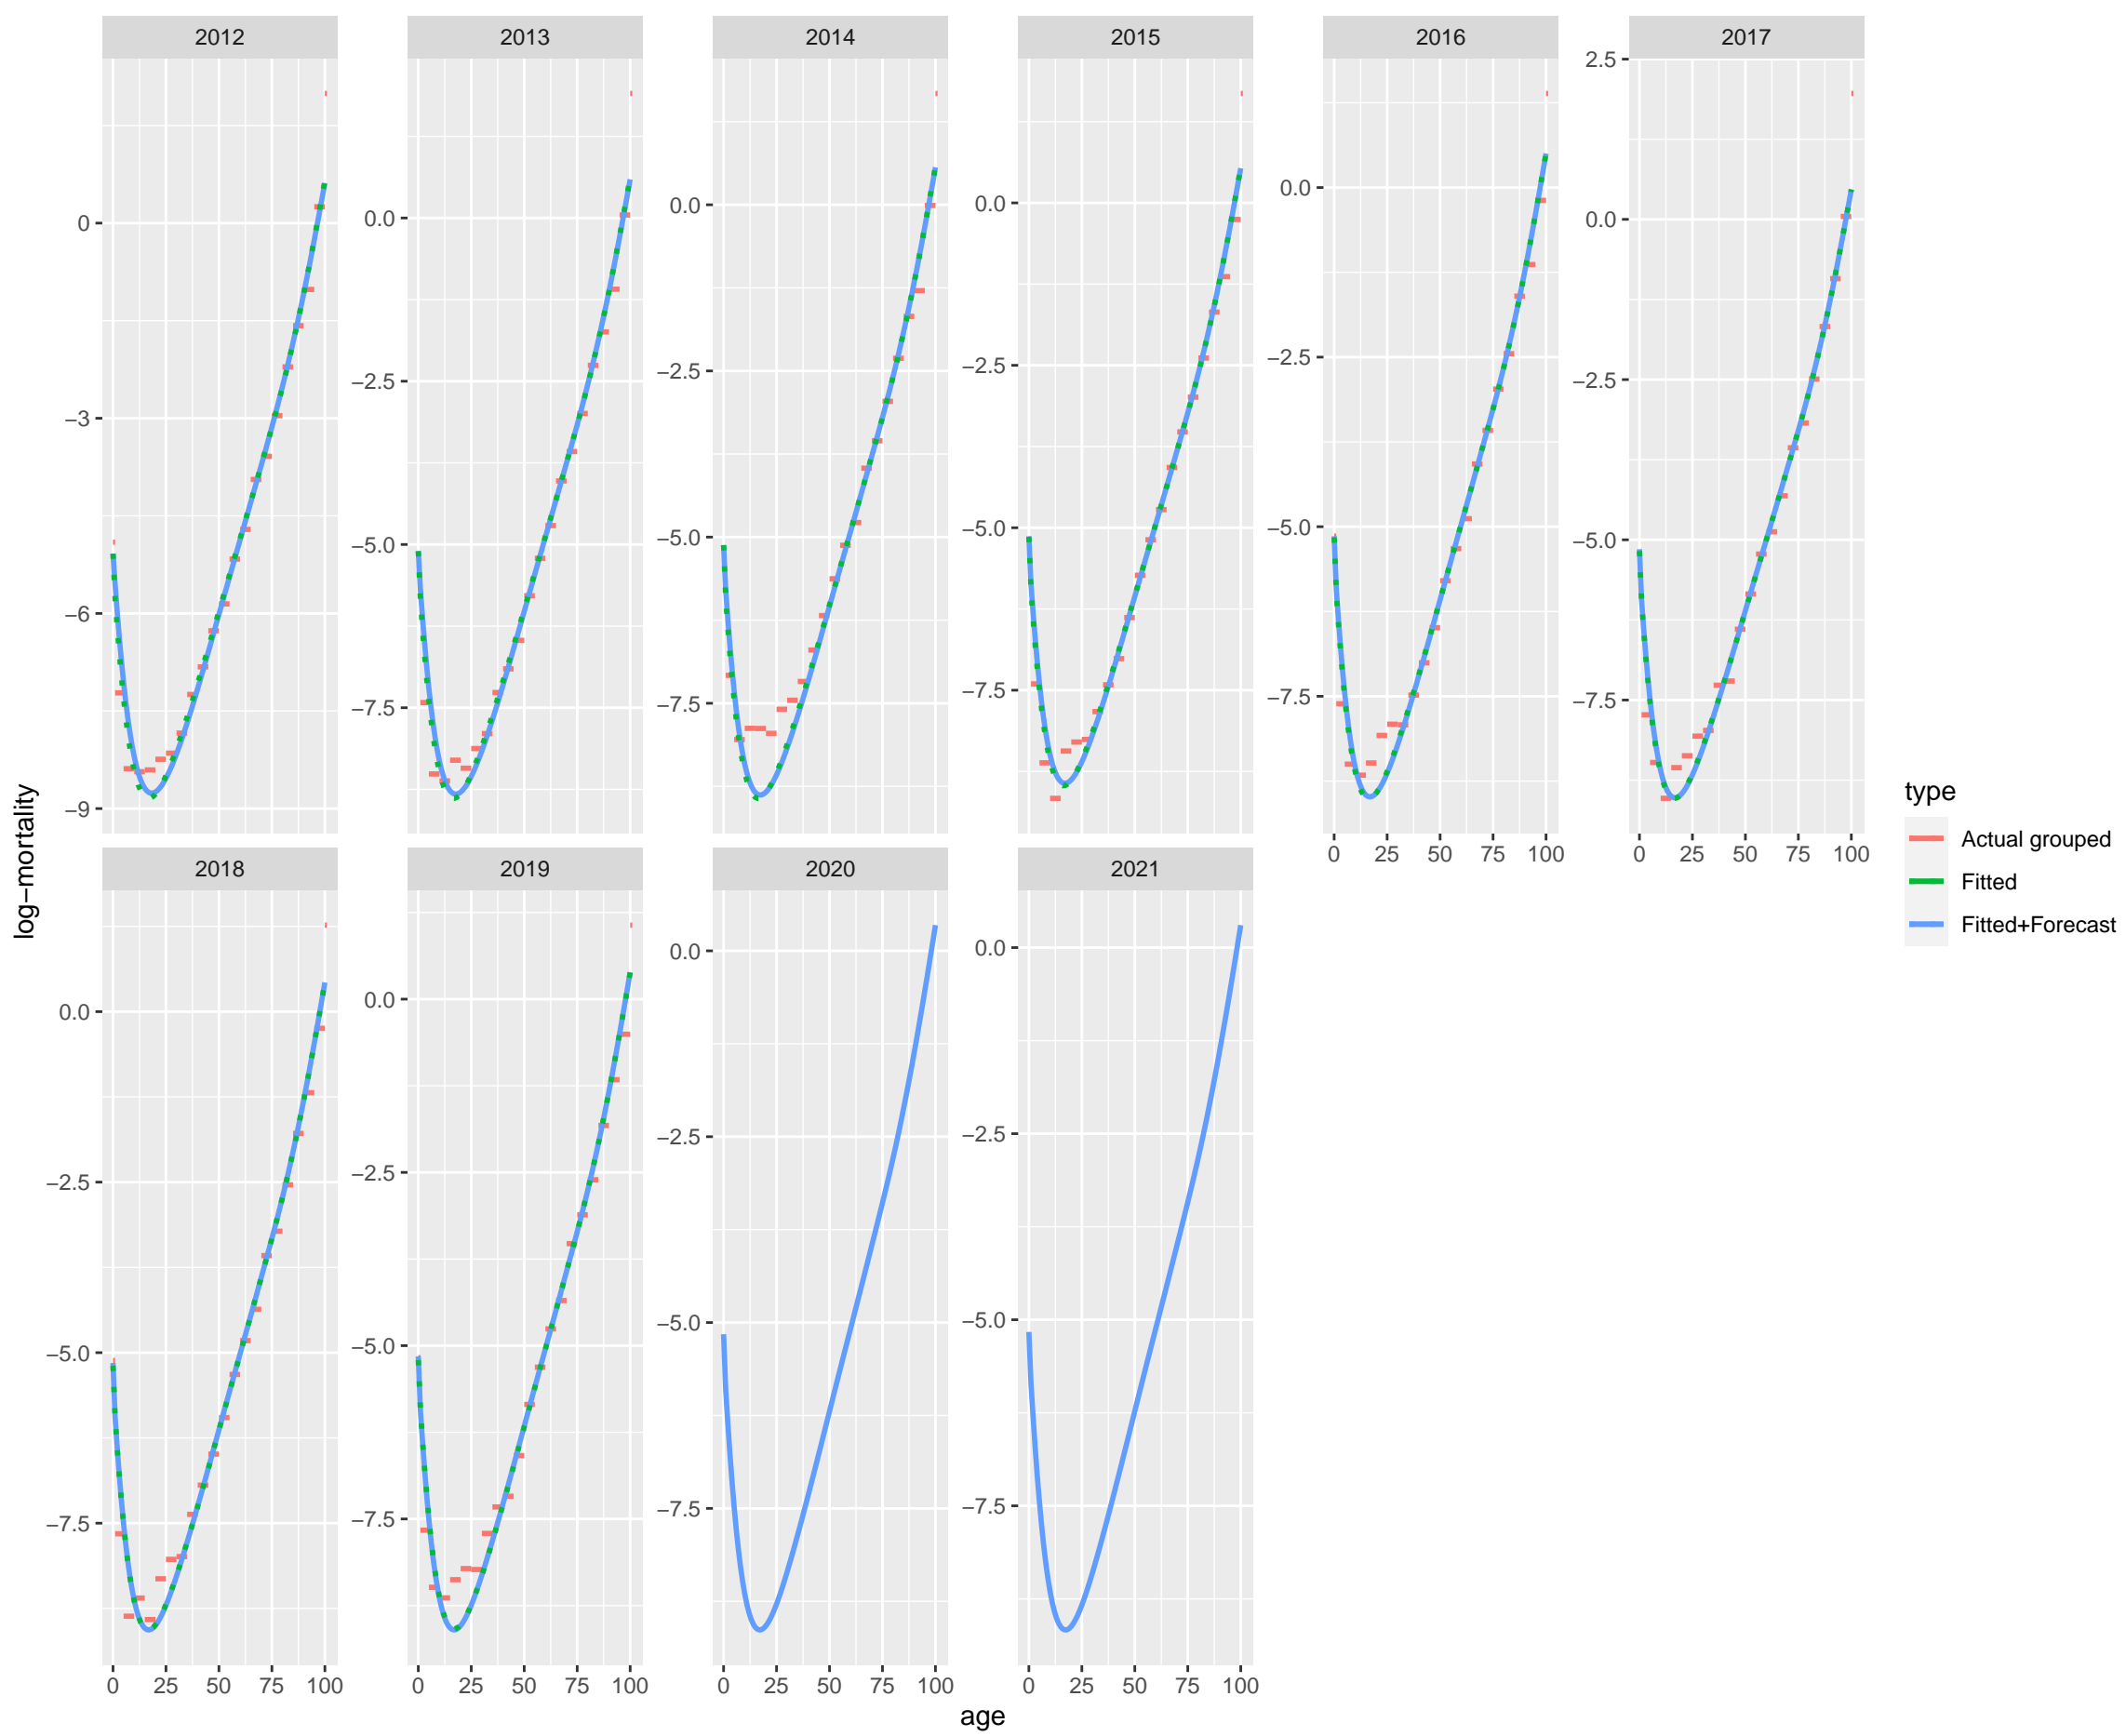 2012 2013 2014 2015 2016 2017
2.5
0 0.0 0.0 0.0 0.0 0.0
−3 −2.5 −2.5 −2.5 −2.5 −2.5
−6 −5.0 −5.0 −5.0 −5.0 −5.0
−9 −7.5 −7.5 −7.5 −7.5 −7.5
0 25 50 75 100 0 25 50 75 100
2018 2019 2020 2021
0.0 0.0 0.0 0.0
−2.5 −2.5 −2.5 −2.5
−5.0 −5.0 −5.0 −5.0
−7.5 −7.5 −7.5 −7.5
0 25 50 75 100 0 25 50 75 100 0 25 50 75 100 0 25 50 75 100
age
log−mortality
type
Actual grouped
Fitted
Fitted+Forecast